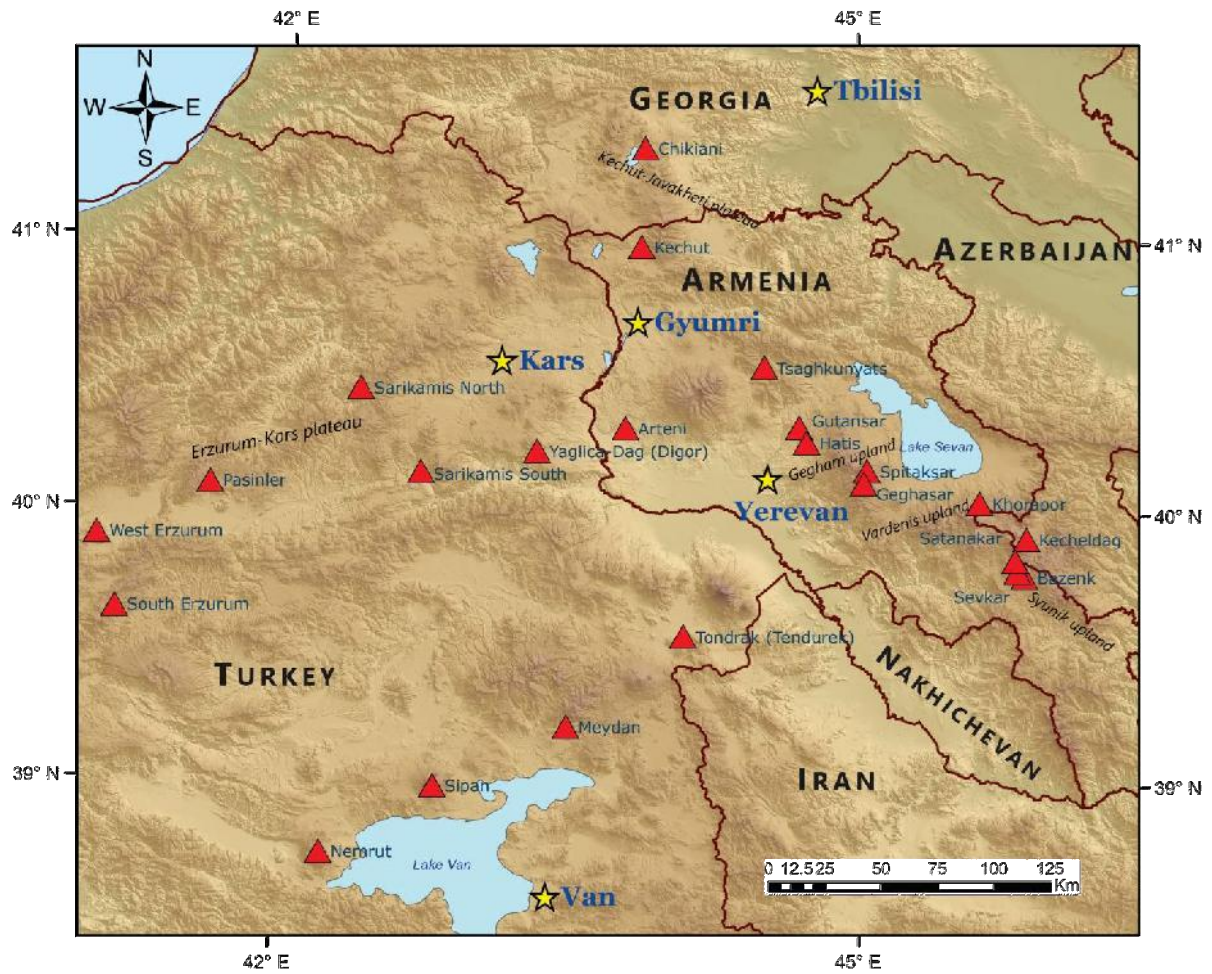 42° E
45° E
N
W
E
S
GEORGIA
Tbilisi
Chikiani
Kechut-Javakheti plateau
41° N
41° N
Kechut
AZERBAIJAN
ARMENIA
Gyumri
Kars
Tsaghkunyats
Sarikamis North
Erzurum-Kars plateau
Arteni
Gutansar
Hatis
Lake Sevan
Gegham upland
Yaglica-Dag (Digor)
Sarikamis South
Pasinler
Spitaksar
Geghasar
Yerevan
40° N
40° N
Khorapor
Vardenis upland
West Erzurum
Satanakar
Kecheldag
Bazenk
Sevkar
Syunik upland
South Erzurum
Tondrak (Tendurek)
TURKEY
NAKHICHEVAN
Meydan
IRAN
39° N
39° N
Sipan
Nemrut
Lake Van
Van
0 12.5 25 50 75 100 125
Km
42° E
45° E